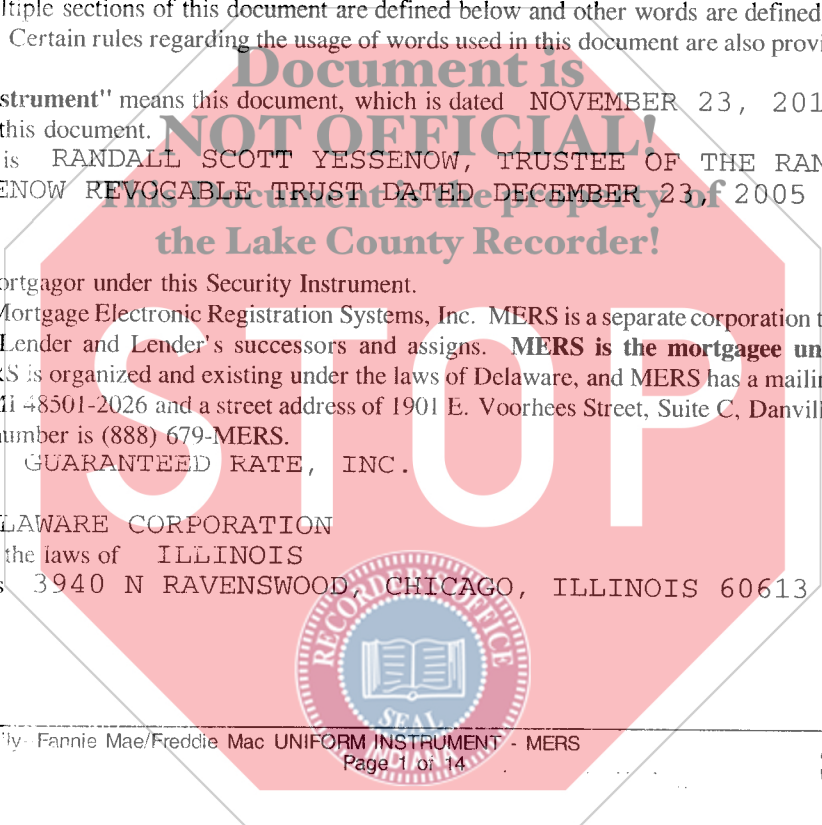 ltiple sections of this document are defined below and other words are defined
Certain rules regarding the usage of words used in this document are also provi
Document is
strument" means this document, which is dated NOVEMBER 23, 201
this document.
NOT OFFICIAL!
is RANDALL SCOTT YESSENOW, TRUSTEE OF THE RAN
ENOW REVOCABLE TRUST DATED DECEMBER 23, 2005
This Document is the property of
the Lake County Recorder!
ortgagor under this Security Instrument.
Mortgage Electronic Registration Systems, Inc. MERS is a separate corporation t
Lender and Lender's successors and assigns. MERS is the mortgagee un
RS is organized and existing under the laws of Delaware, and MERS has a mailin
MI 48501-2026 and a street address of 1901 E. Voorhees Street, Suite C, Danvill
number is (888) 679-MERS.
GUARANTEED RATE, INC.
STOP
LAWARE CORPORATION
the laws of ILLINOIS
s 3940 N RAVENSWOOD, CHICAGO, ILLINOIS 60613
RECORDER'S OFFICE
SEAL
INDIANA
ly- Fannie Mae/Freddie Mac UNIFORM INSTRUMENT - MERS
Page 1 of 14